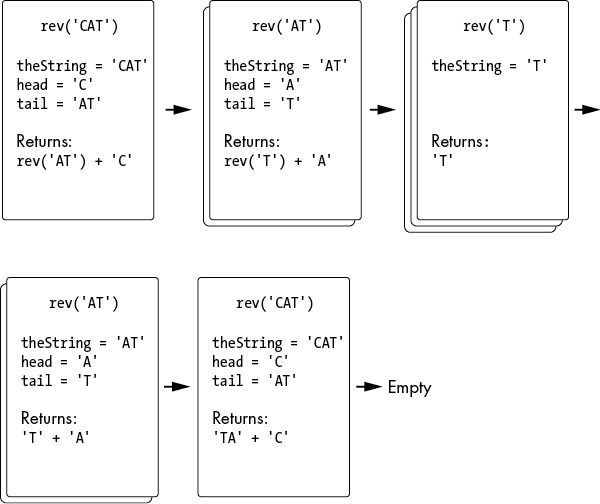 rev('CAT')
theString = 'CAT'
head = 'C'
tail = 'AT'
Returns:
rev('AT') + 'C'
rev('AT')
theString = 'AT'
head = 'A'
tail = 'T'
Returns:
rev('T') + 'A'
rev('T')
theString = 'T'
Returns:
'T'
rev('AT')
theString = 'AT'
head = 'A'
tail = 'T'
Returns:
'T' + 'A'
rev('CAT')
theString = 'CAT'
head = 'C'
tail = 'AT'
Returns:
'TA' + 'C'
Empty